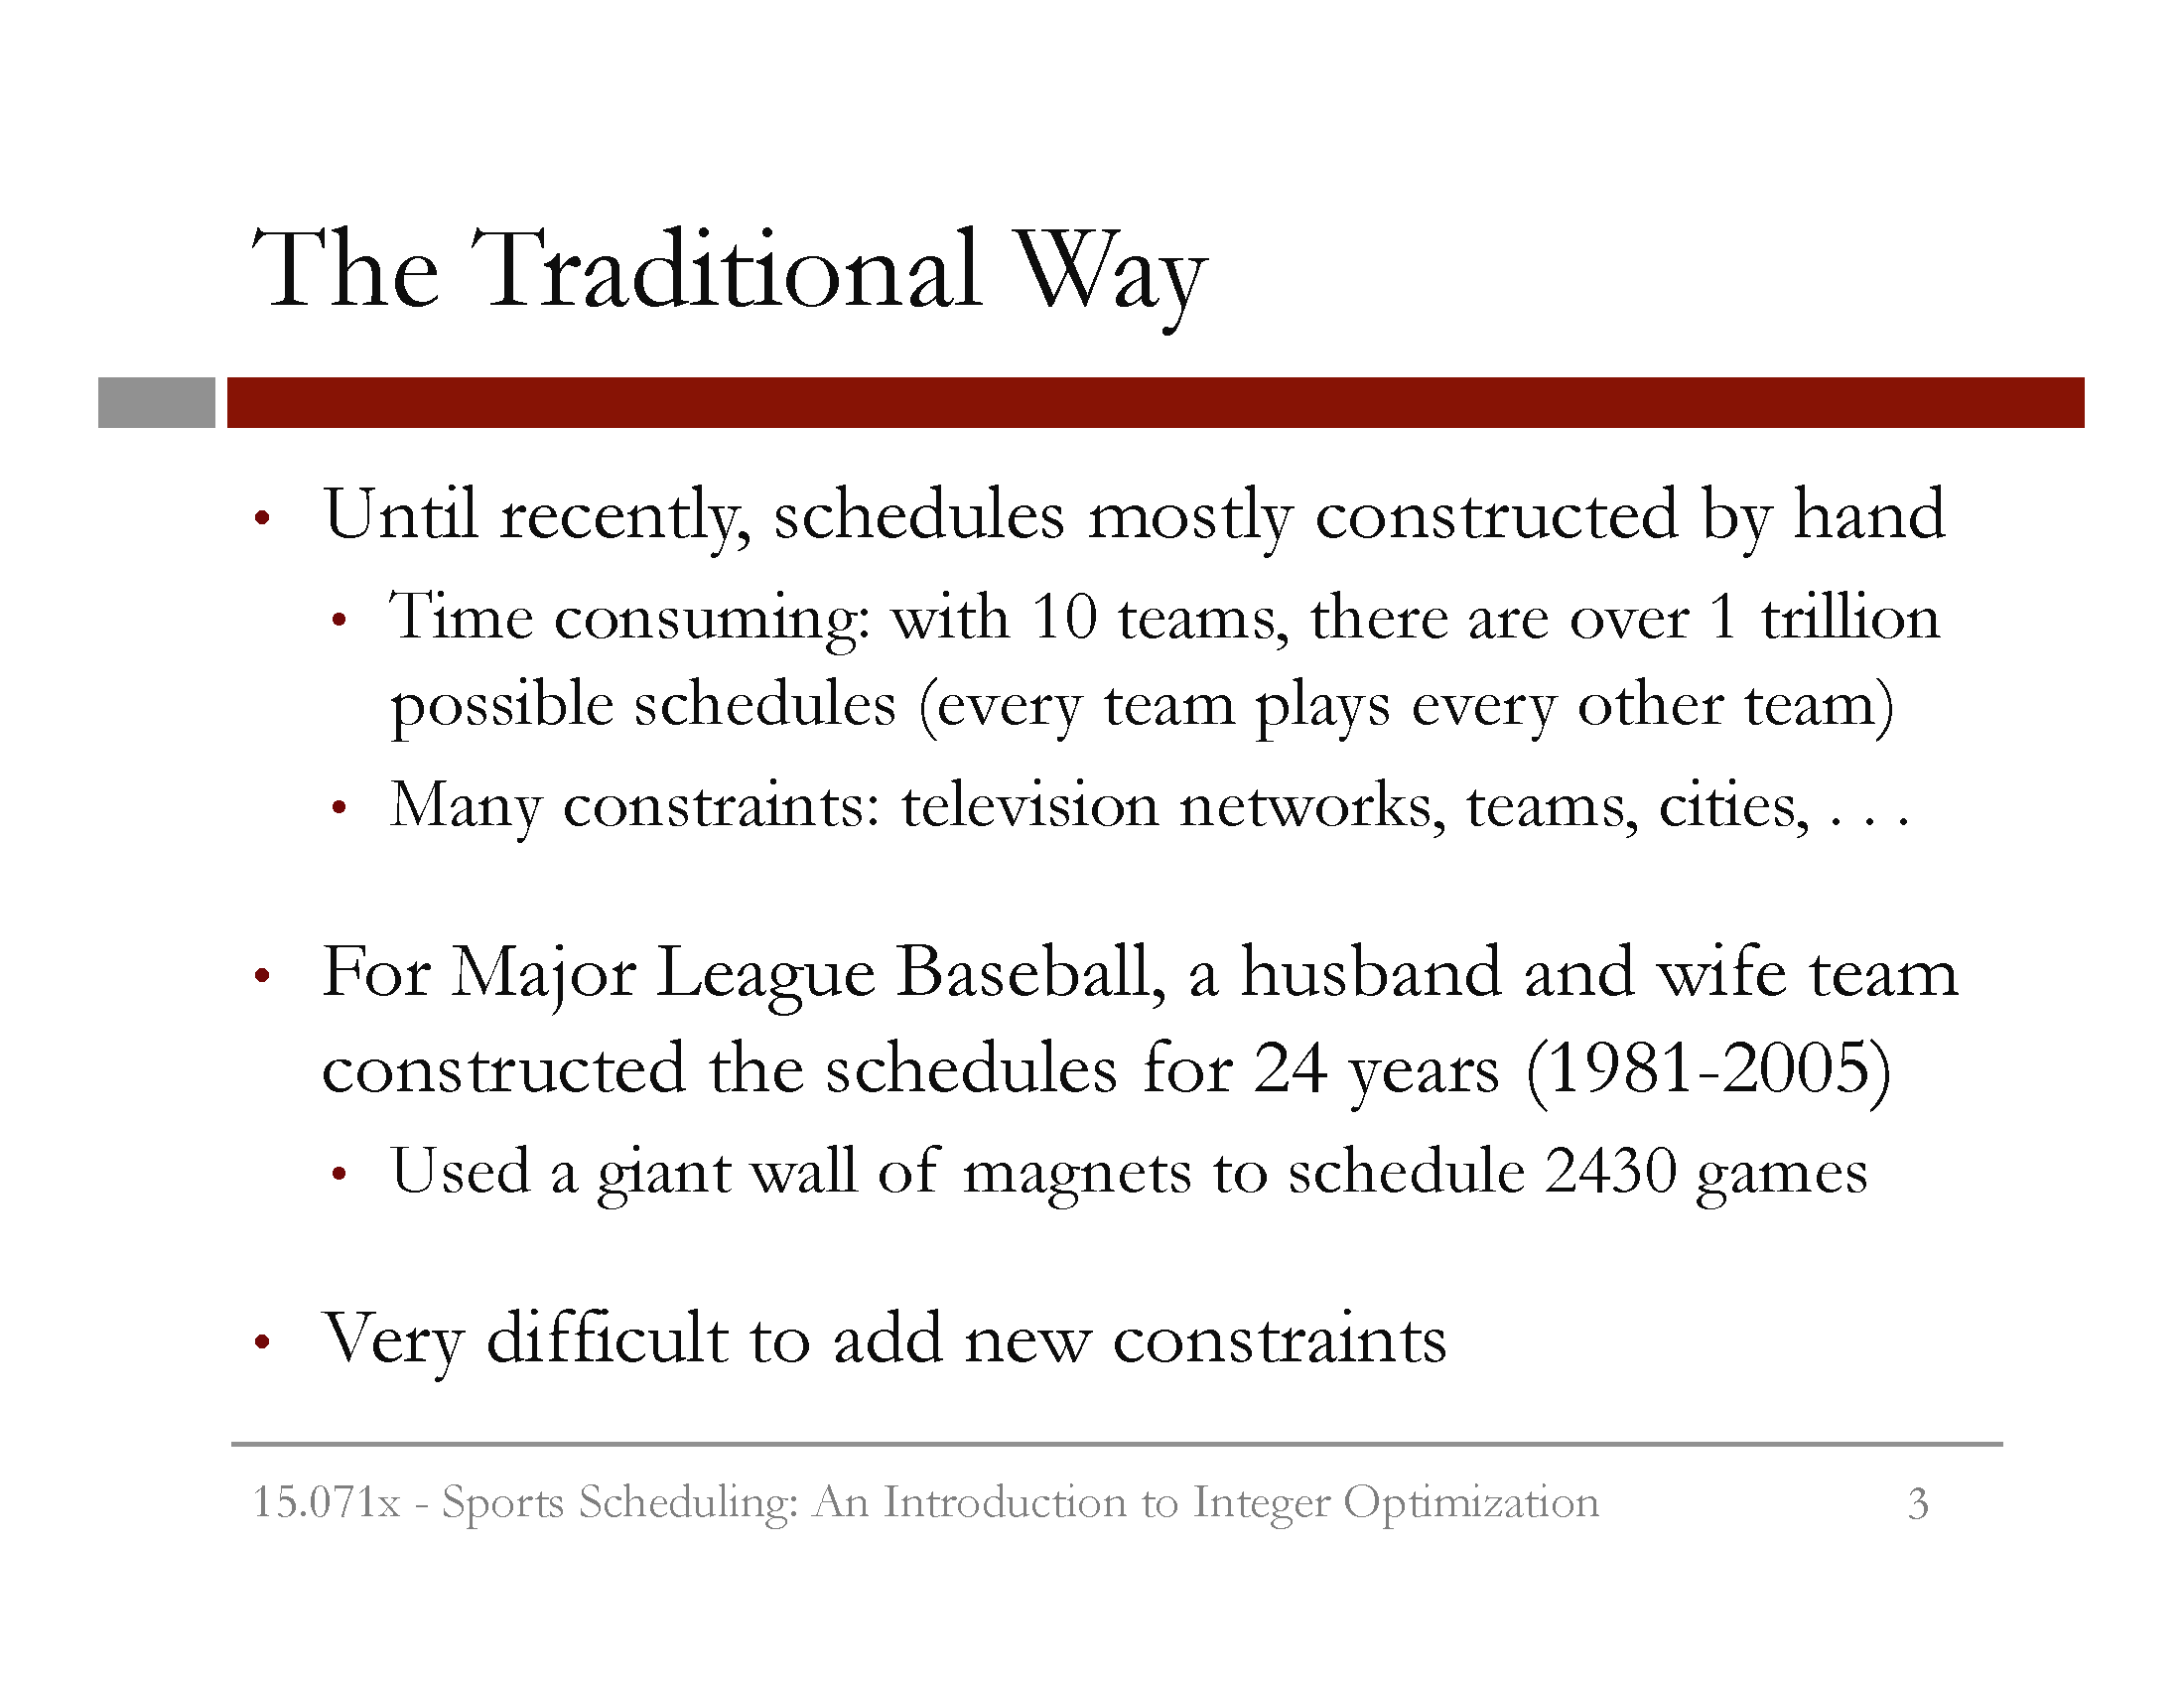 The Traditional Way
• Until recently, schedules mostly constructed by hand
• Time consuming: with 10 teams, there are over 1 trillion
possible schedules (every team plays every other team)
• Many constraints: television networks, teams, cities, . . .
• For Major League Baseball, a husband and wife team
constructed the schedules for 24 years (1981-2005)
• Used a giant wall of magnets to schedule 2430 games
• Very difficult to add new constraints
15.071x - Sports Scheduling: An Introduction to Integer Optimization 3